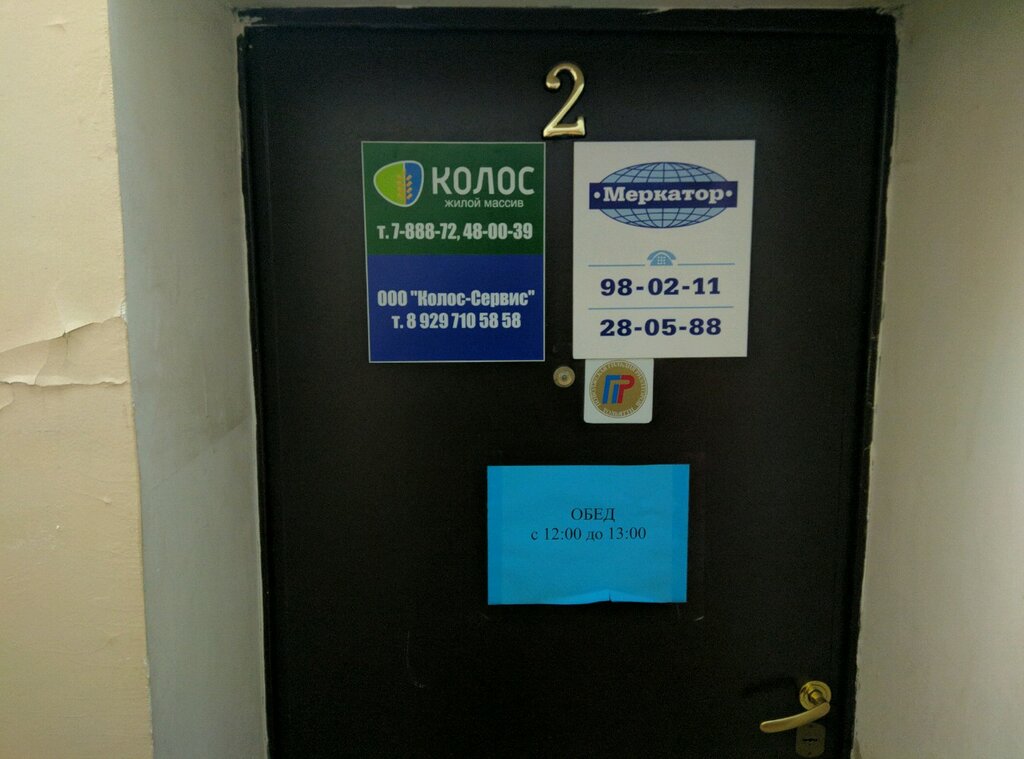 2
КОЛОС
ЖИЛОЙ МАССИВ
т. 7-888-72, 48-00-39
ООО "Колос-Сервис"
т. 8 929 710 58 58
•Меркатор•
98-02-11
28-05-88
ПР
ОБЕД
с 12:00 до 13:00